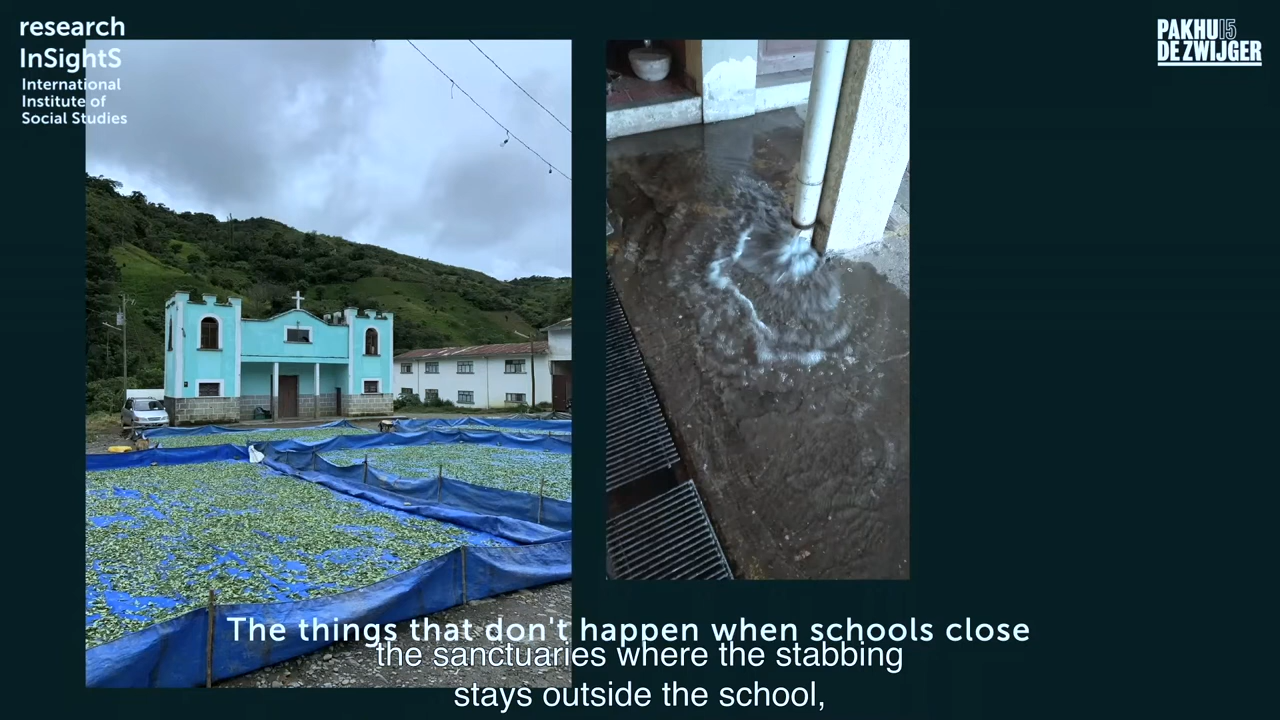 research
InSightS
International
Institute of
Social Studies
PAKHUIS
DE ZWIJGER
The things that don't happen when schools close
the sanctuaries where the stabbing
stays outside the school,